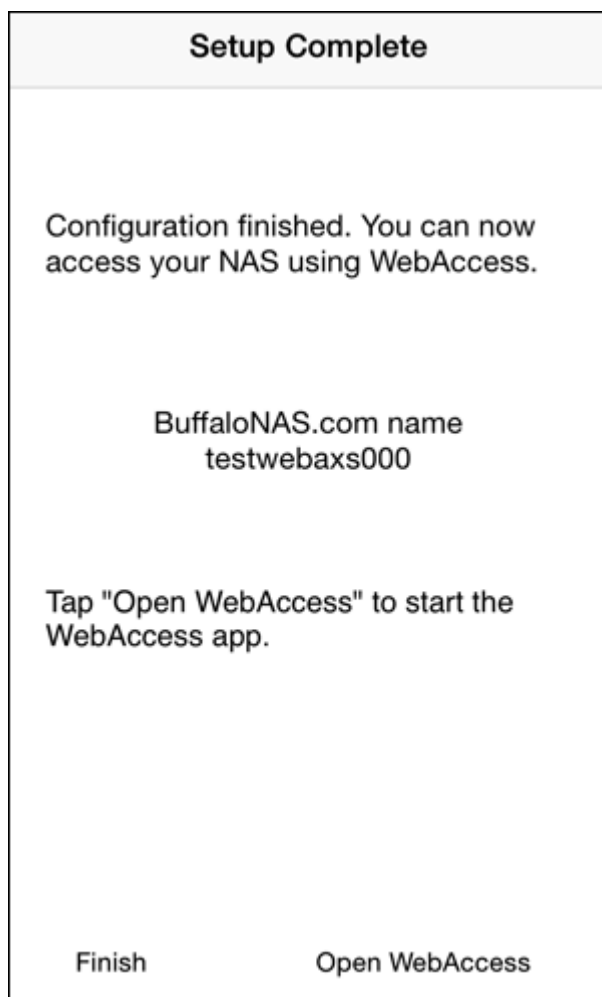 Setup Complete
Configuration finished. You can now
access your NAS using WebAccess.
BuffaloNAS.com name
testwebaxs000
Tap "Open WebAccess" to start the
WebAccess app.
Finish
Open WebAccess